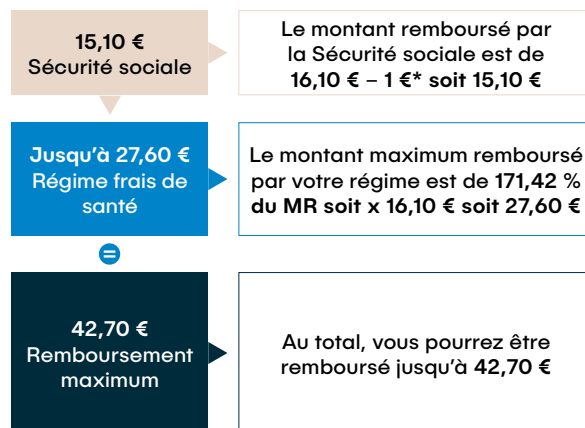 15,10 €
Sécurité sociale
Le montant remboursé par
la Sécurité sociale est de
16,10 € – 1 €* soit 15,10 €
Jusqu'à 27,60 €
Régime frais de
santé
Le montant maximum remboursé
par votre régime est de 171,42 %
du MR soit x 16,10 € soit 27,60 €
=
42,70 €
Remboursement
maximum
Au total, vous pourrez être
remboursé jusqu'à 42,70 €